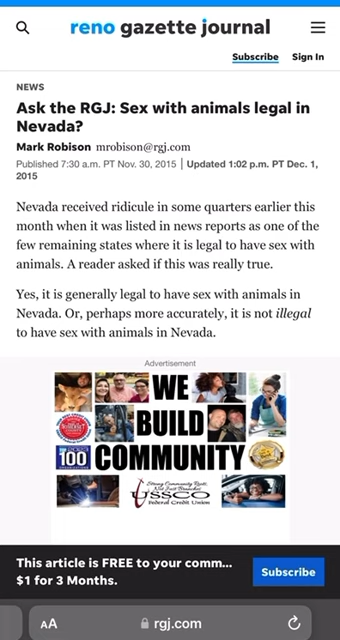 reno gazette journal
Subscribe Sign In
NEWS
Ask the RGJ: Sex with animals legal in
Nevada?
Mark Robison mrobison@rgj.com
Published 7:30 a.m. PT Nov. 30, 2015 | Updated 1:02 p.m. PT Dec. 1,
2015
Nevada received ridicule in some quarters earlier this
month when it was listed in news reports as one of the
few remaining states where it is legal to have sex with
animals. A reader asked if this was really true.
Yes, it is generally legal to have sex with animals in
Nevada. Or, perhaps more accurately, it is not illegal
to have sex with animals in Nevada.
Advertisement
WE
BUILD
100
COMMUNITY
Strong Community Roots,
USSCO
Federal Credit Union
This article is FREE to your comm...
$1 for 3 Months.
Subscribe
AA
rgj.com